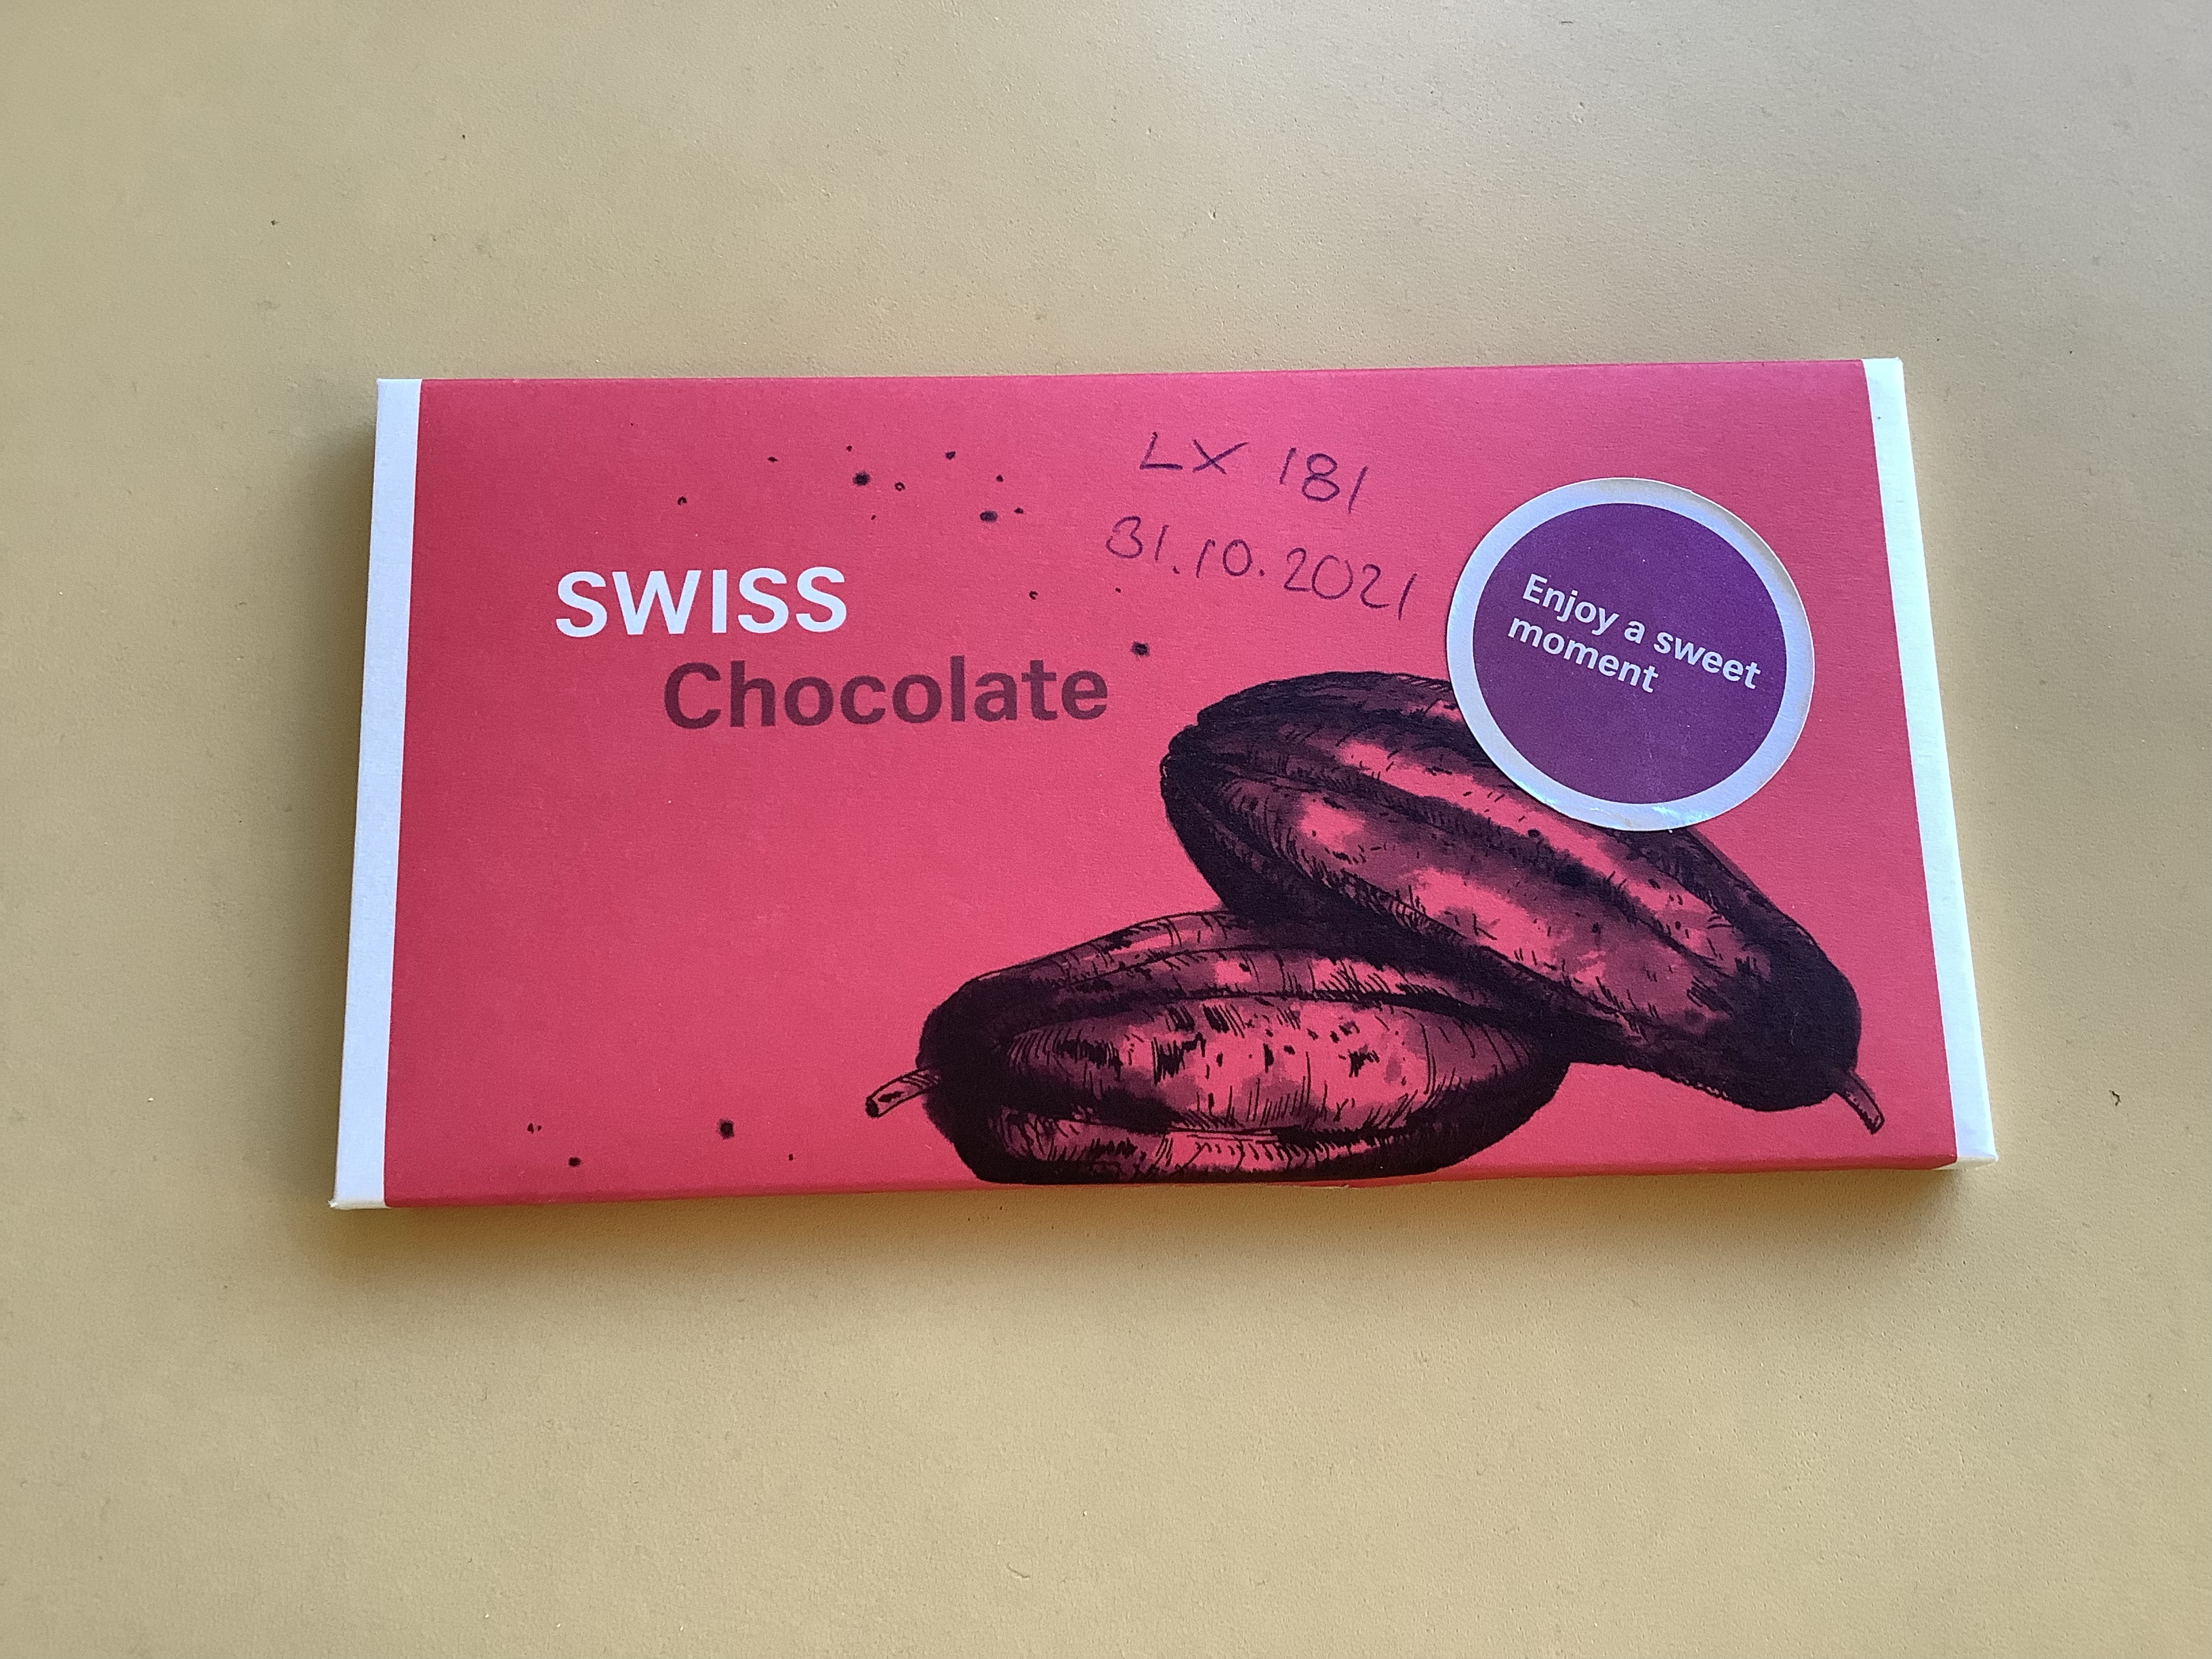 LX 181
31.10.2021
SWISS
Chocolate
Enjoy a sweet
moment